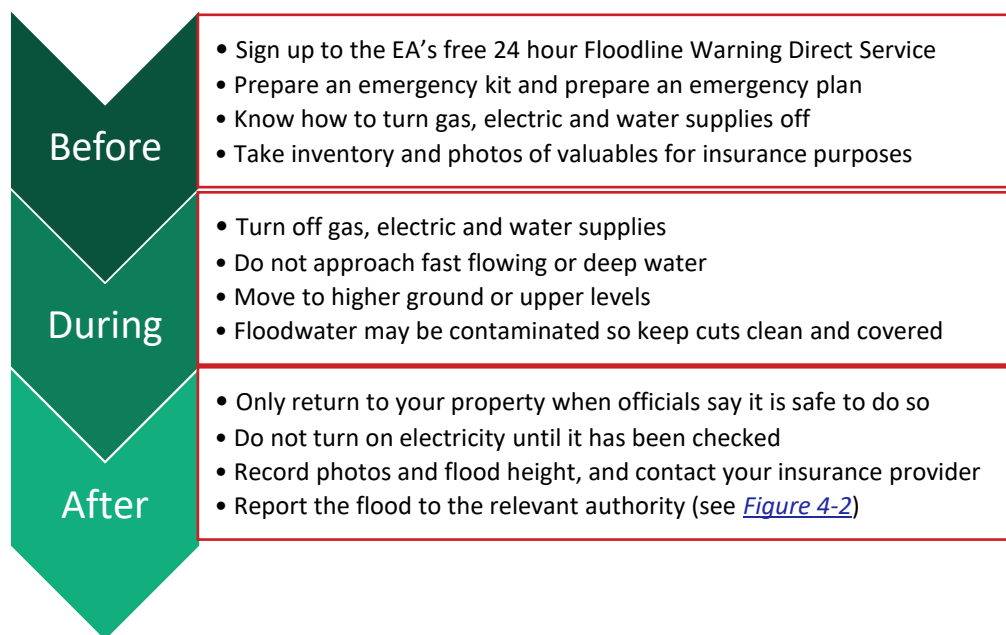 Before
• Sign up to the EA's free 24 hour Floodline Warning Direct Service
• Prepare an emergency kit and prepare an emergency plan
• Know how to turn gas, electric and water supplies off
• Take inventory and photos of valuables for insurance purposes
During
• Turn off gas, electric and water supplies
• Do not approach fast flowing or deep water
• Move to higher ground or upper levels
• Floodwater may be contaminated so keep cuts clean and covered
After
• Only return to your property when officials say it is safe to do so
• Do not turn on electricity until it has been checked
• Record photos and flood height, and contact your insurance provider
• Report the flood to the relevant authority (see Figure 4-2)